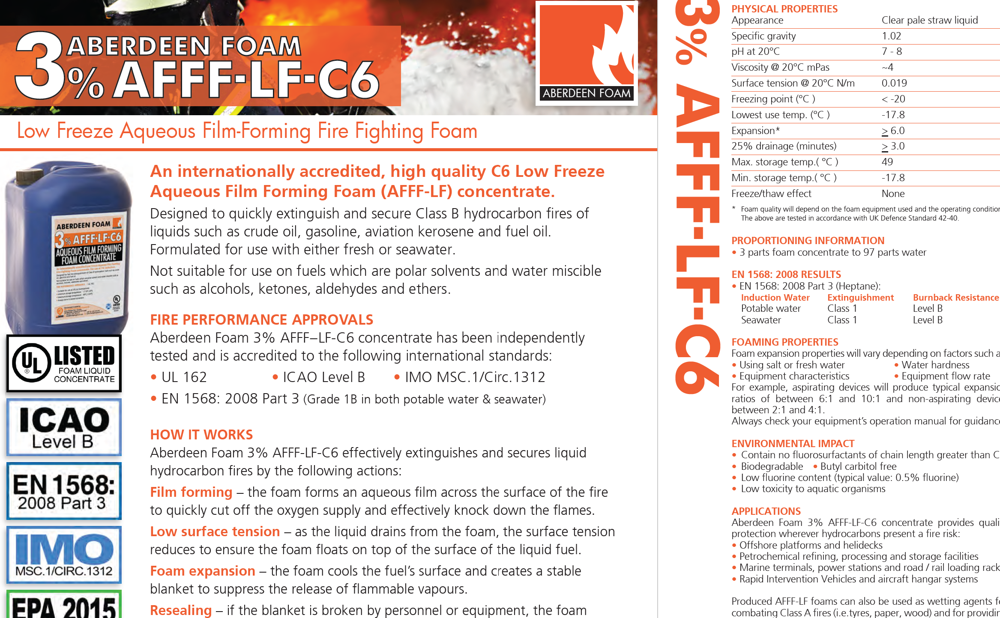 3% ABERDEEN FOAM
AFFF-LF-C6
ABERDEEN FOAM
Low Freeze Aqueous Film-Forming Fire Fighting Foam
ABERDEEN FOAM
3% AFFF-LF-C6
AQUEOUS FILM FORMING
FOAM CONCENTRATE
UL LISTED
®
FOAM LIQUID
CONCENTRATE
ICAO
Level B
EN 1568:
2008 Part 3
IMO
MSC.1/CIRC.1312
EPA 2015
An internationally accredited, high quality C6 Low Freeze
Aqueous Film Forming Foam (AFFF-LF) concentrate.
Designed to quickly extinguish and secure Class B hydrocarbon fires of
liquids such as crude oil, gasoline, aviation kerosene and fuel oil.
Formulated for use with either fresh or seawater.
Not suitable for use on fuels which are polar solvents and water miscible
such as alcohols, ketones, aldehydes and ethers.
FIRE PERFORMANCE APPROVALS
Aberdeen Foam 3% AFFF–LF-C6 concentrate has been independently
tested and is accredited to the following international standards:
• UL 162 • ICAO Level B • IMO MSC.1/Circ.1312
• EN 1568: 2008 Part 3 (Grade 1B in both potable water & seawater)
HOW IT WORKS
Aberdeen Foam 3% AFFF-LF-C6 effectively extinguishes and secures liquid
hydrocarbon fires by the following actions:
Film forming – the foam forms an aqueous film across the surface of the fire
to quickly cut off the oxygen supply and effectively knock down the flames.
Low surface tension – as the liquid drains from the foam, the surface tension
reduces to ensure the foam floats on top of the surface of the liquid fuel.
Foam expansion – the foam cools the fuel's surface and creates a stable
blanket to suppress the release of flammable vapours.
Resealing – if the blanket is broken by personnel or equipment, the foam
3% AFFF-LF-C6
PHYSICAL PROPERTIES
Appearance Clear pale straw liquid
Specific gravity 1.02
pH at 20ºC 7 - 8
Viscosity @ 20ºC mPas ~4
Surface tension @ 20ºC N/m 0.019
Freezing point (ºC ) < -20
Lowest use temp. (ºC ) -17.8
Expansion* ≥ 6.0
25% drainage (minutes) ≥ 3.0
Max. storage temp.( ºC ) 49
Min. storage temp.( ºC ) -17.8
Freeze/thaw effect None
* Foam quality will depend on the foam equipment used and the operating condition
The above are tested in accordance with UK Defence Standard 42-40.
PROPORTIONING INFORMATION
• 3 parts foam concentrate to 97 parts water
EN 1568: 2008 RESULTS
• EN 1568: 2008 Part 3 (Heptane):
Induction Water Extinguishment Burnback Resistance
Potable water Class 1 Level B
Seawater Class 1 Level B
FOAMING PROPERTIES
Foam expansion properties will vary depending on factors such a
• Using salt or fresh water • Water hardness
• Equipment characteristics • Equipment flow rate
For example, aspirating devices will produce typical expansio
ratios of between 6:1 and 10:1 and non-aspirating device
between 2:1 and 4:1.
Always check your equipment's operation manual for guidance
ENVIRONMENTAL IMPACT
• Contain no fluorosurfactants of chain length greater than C
• Biodegradable • Butyl carbitol free
• Low fluorine content (typical value: 0.5% fluorine)
• Low toxicity to aquatic organisms
APPLICATIONS
Aberdeen Foam 3% AFFF-LF-C6 concentrate provides quali
protection wherever hydrocarbons present a fire risk:
• Offshore platforms and helidecks
• Petrochemical refining, processing and storage facilities
• Marine terminals, power stations and road / rail loading rack
• Rapid Intervention Vehicles and aircraft hangar systems
Produced AFFF-LF foams can also be used as wetting agents fo
combating Class A fires (i.e.tyres, paper, wood) and for providin